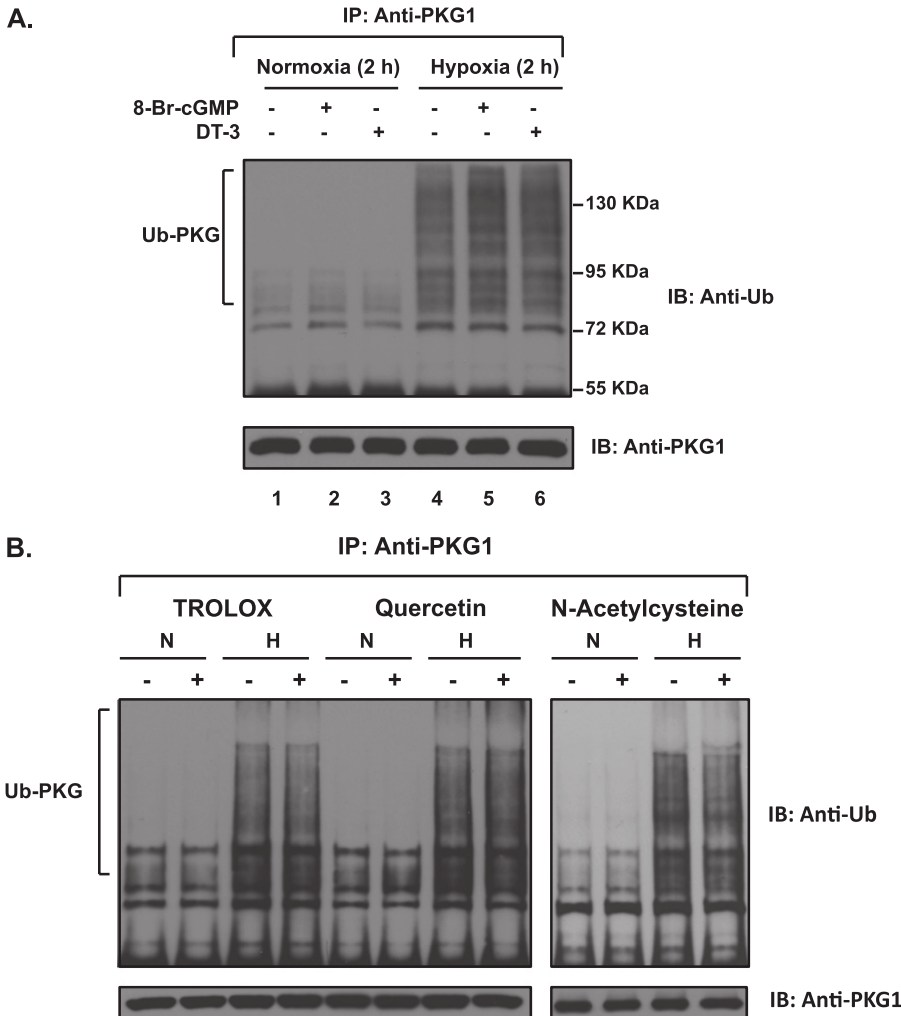 A.
IP: Anti-PKG1
Normoxia (2 h) Hypoxia (2 h)
8-Br-cGMP - + - - + -
DT-3 - - + - - +
Ub-PKG
130 KDa
95 KDa
IB: Anti-Ub
72 KDa
55 KDa
IB: Anti-PKG1
1 2 3 4 5 6
B.
IP: Anti-PKG1
TROLOX Quercetin N-Acetylcysteine
N H N H N H
- + - + - + - + - + - +
Ub-PKG
IB: Anti-Ub
IB: Anti-PKG1